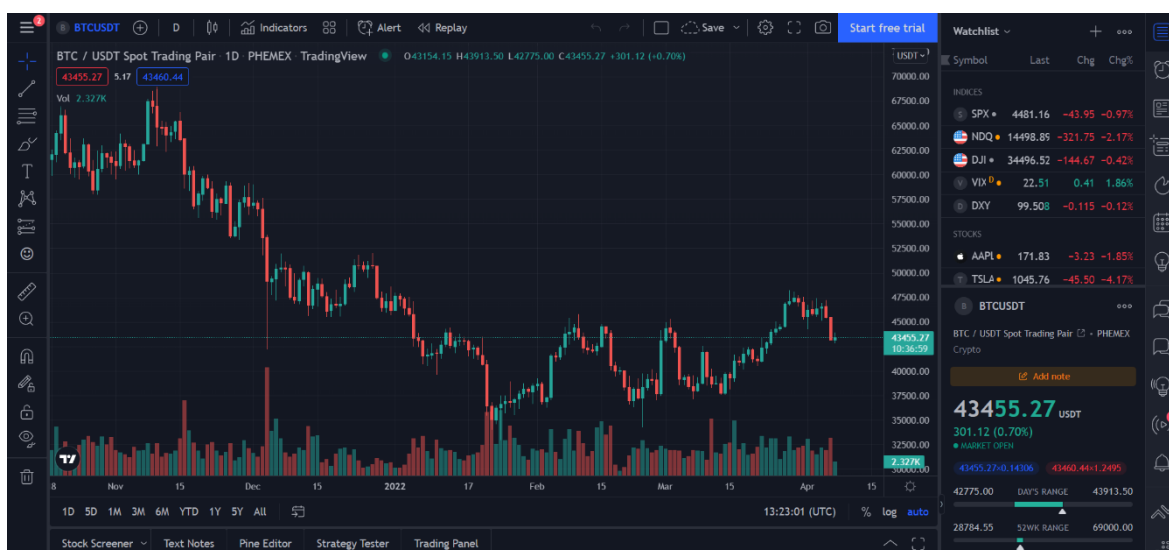 2
BTCUSDT D Indicators Alert Replay Save Start free trial
BTC / USDT Spot Trading Pair · 1D · PHEMEX · TradingView O43154.15 H43913.50 L42775.00 C43455.27 +301.12 (+0.70%)
43455.27 5.17 43460.44
Vol 2.327K
USDT
70000.00
67500.00
65000.00
62500.00
60000.00
57500.00
55000.00
52500.00
50000.00
47500.00
45000.00
43455.27
10:36:59
40000.00
37500.00
35000.00
32500.00
2.327K
30000.00
8 Nov 15 Dec 15 2022 17 Feb 15 Mar 15 Apr 15
1D 5D 1M 3M 6M YTD 1Y 5Y All 13:23:01 (UTC) % log auto
Stock Screener Text Notes Pine Editor Strategy Tester Trading Panel
Watchlist
Symbol Last Chg Chg%
INDICES
S SPX 4481.16 −43.95 −0.97%
NDQ 14498.89 −321.75 −2.17%
DJI 34496.52 −144.67 −0.42%
V VIX D 22.51 0.41 1.86%
D DXY 99.508 −0.115 −0.12%
STOCKS
AAPL 171.83 −3.23 −1.85%
T TSLA 1045.76 −45.50 −4.17%
B BTCUSDT
BTC / USDT Spot Trading Pair • PHEMEX
Crypto
Add note
43455.27 USDT
301.12 (0.70%)
MARKET OPEN
43455.27×0.14306 43460.44×1.2495
42775.00 DAY'S RANGE 43913.50
28784.55 52WK RANGE 69000.00